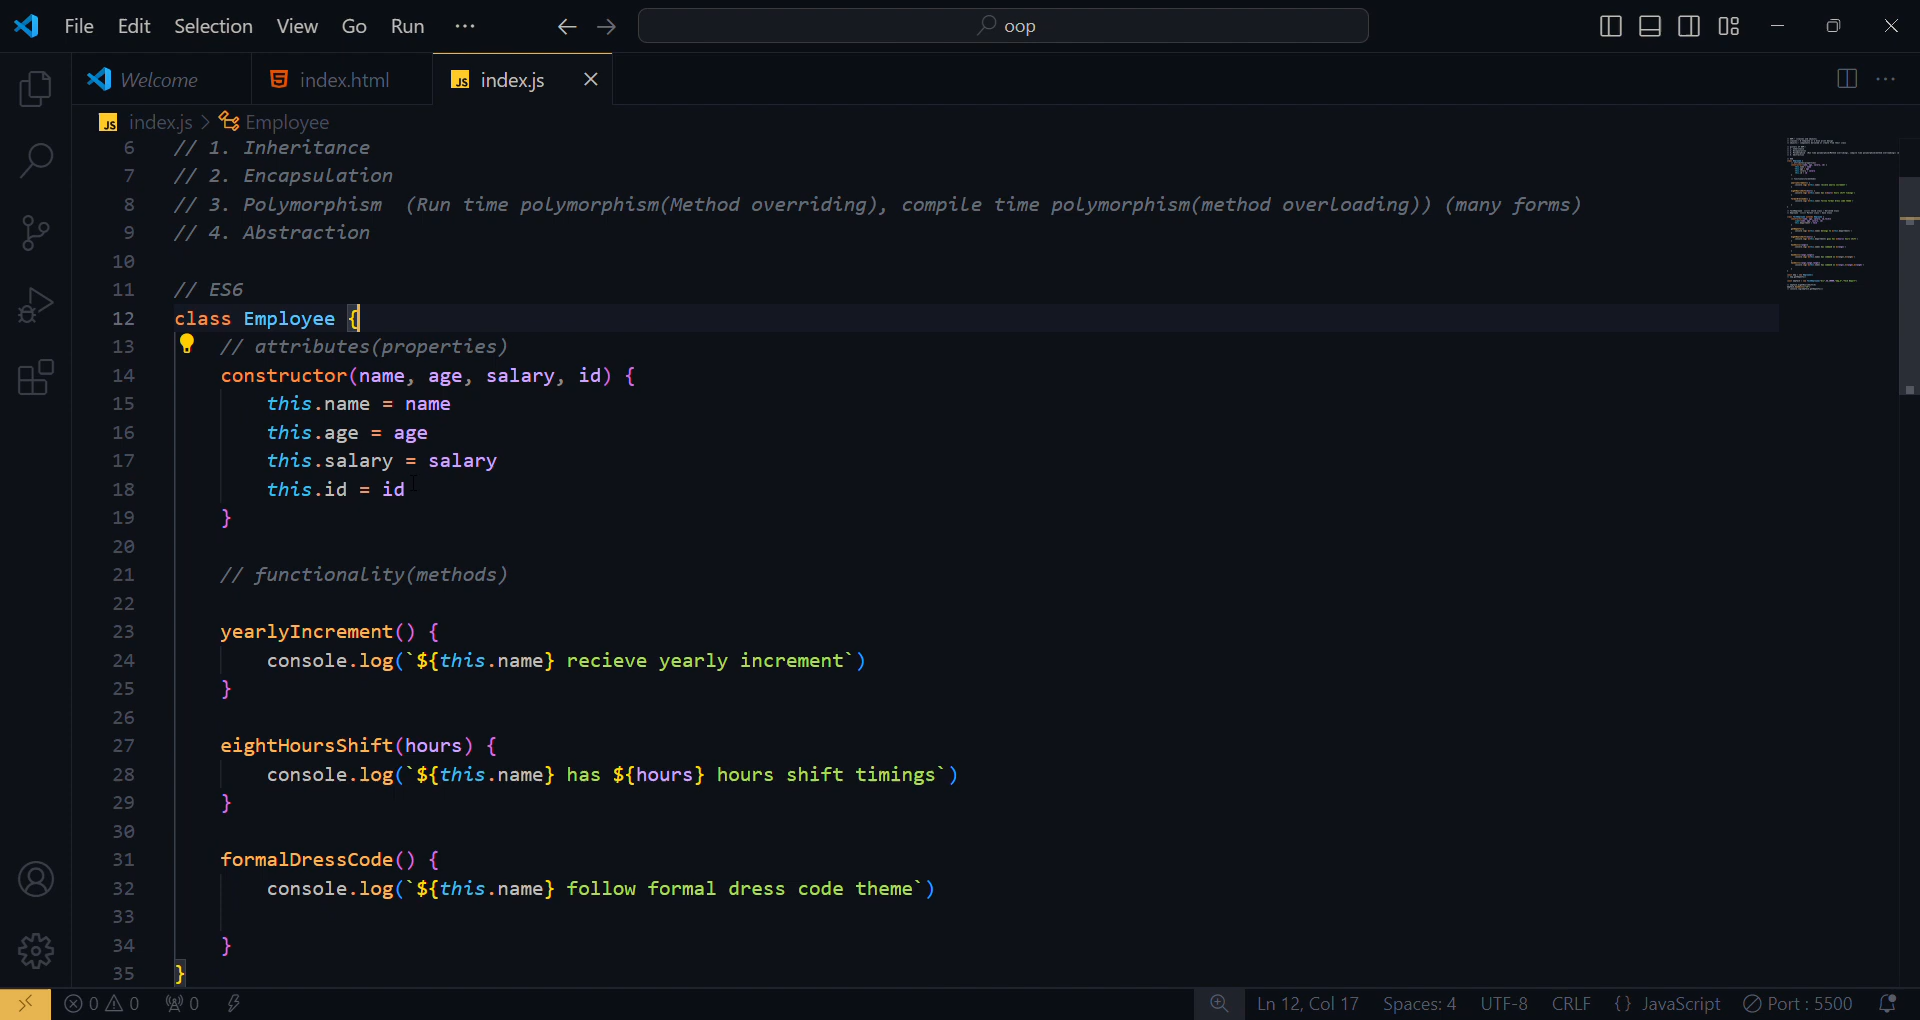 File Edit Selection View Go Run ··· ← → oop
Welcome index.html JS index.js ×
JS index.js > Employee
6 // 1. Inheritance
7 // 2. Encapsulation
8 // 3. Polymorphism (Run time polymorphism(Method overriding), compile time polymorphism(method overloading)) (many forms)
9 // 4. Abstraction
10
11 // ES6
12 class Employee {
13 // attributes(properties)
14 constructor(name, age, salary, id) {
15 this.name = name
16 this.age = age
17 this.salary = salary
18 this.id = id
19 }
20
21 // functionality(methods)
22
23 yearlyIncrement() {
24 console.log(`${this.name} recieve yearly increment`)
25 }
26
27 eightHoursShift(hours) {
28 console.log(`${this.name} has ${hours} hours shift timings`)
29 }
30
31 formalDressCode() {
32 console.log(`${this.name} follow formal dress code theme`)
33
34 }
35 }
0 0 0 Ln 12, Col 17 Spaces: 4 UTF-8 CRLF {} JavaScript Port : 5500